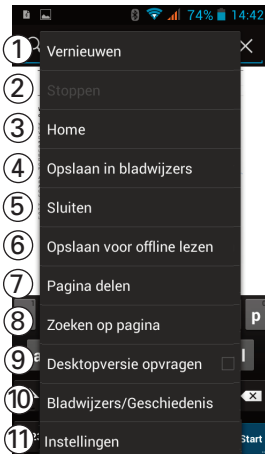 74% 14:42
1 Vernieuwen
2 Stoppen
3 Home
4 Opslaan in bladwijzers
5 Sluiten
6 Opslaan voor offline lezen
7 Pagina delen
8 Zoeken op pagina
p
9 Desktopversie opvragen
a l
10 Bladwijzers/Geschiedenis
11 Instellingen
Start